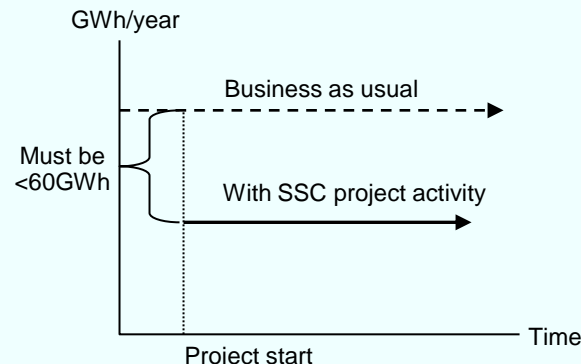 GWh/year
Business as usual
Must be
<60GWh
With SSC project activity
Time
Project start